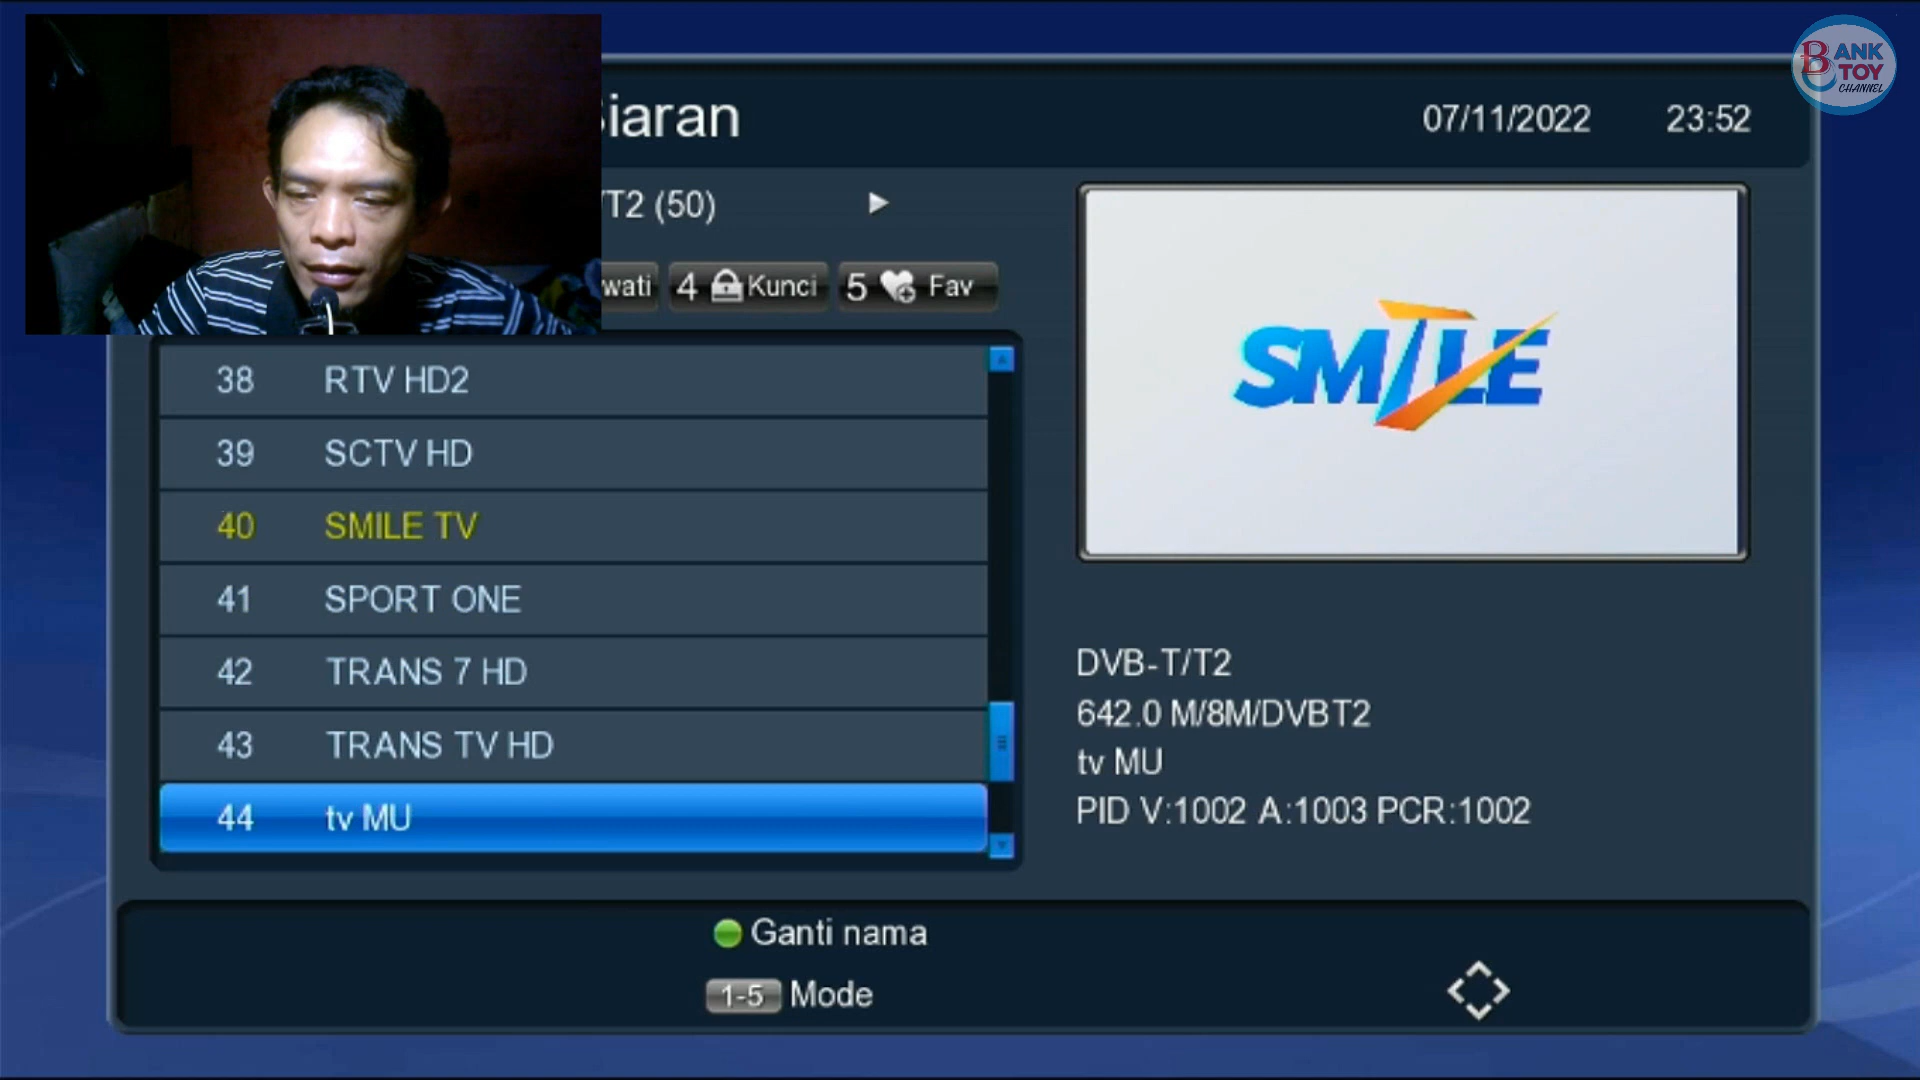 BANK
TOY
CHANNEL
Siaran
07/11/2022
23:52
/T2 (50)
wati
4 Kunci
5 Fav
38 RTV HD2
39 SCTV HD
40 SMILE TV
41 SPORT ONE
42 TRANS 7 HD
43 TRANS TV HD
44 tv MU
SMILE
DVB-T/T2
642.0 M/8M/DVBT2
tv MU
PID V:1002 A:1003 PCR:1002
Ganti nama
1-5 Mode